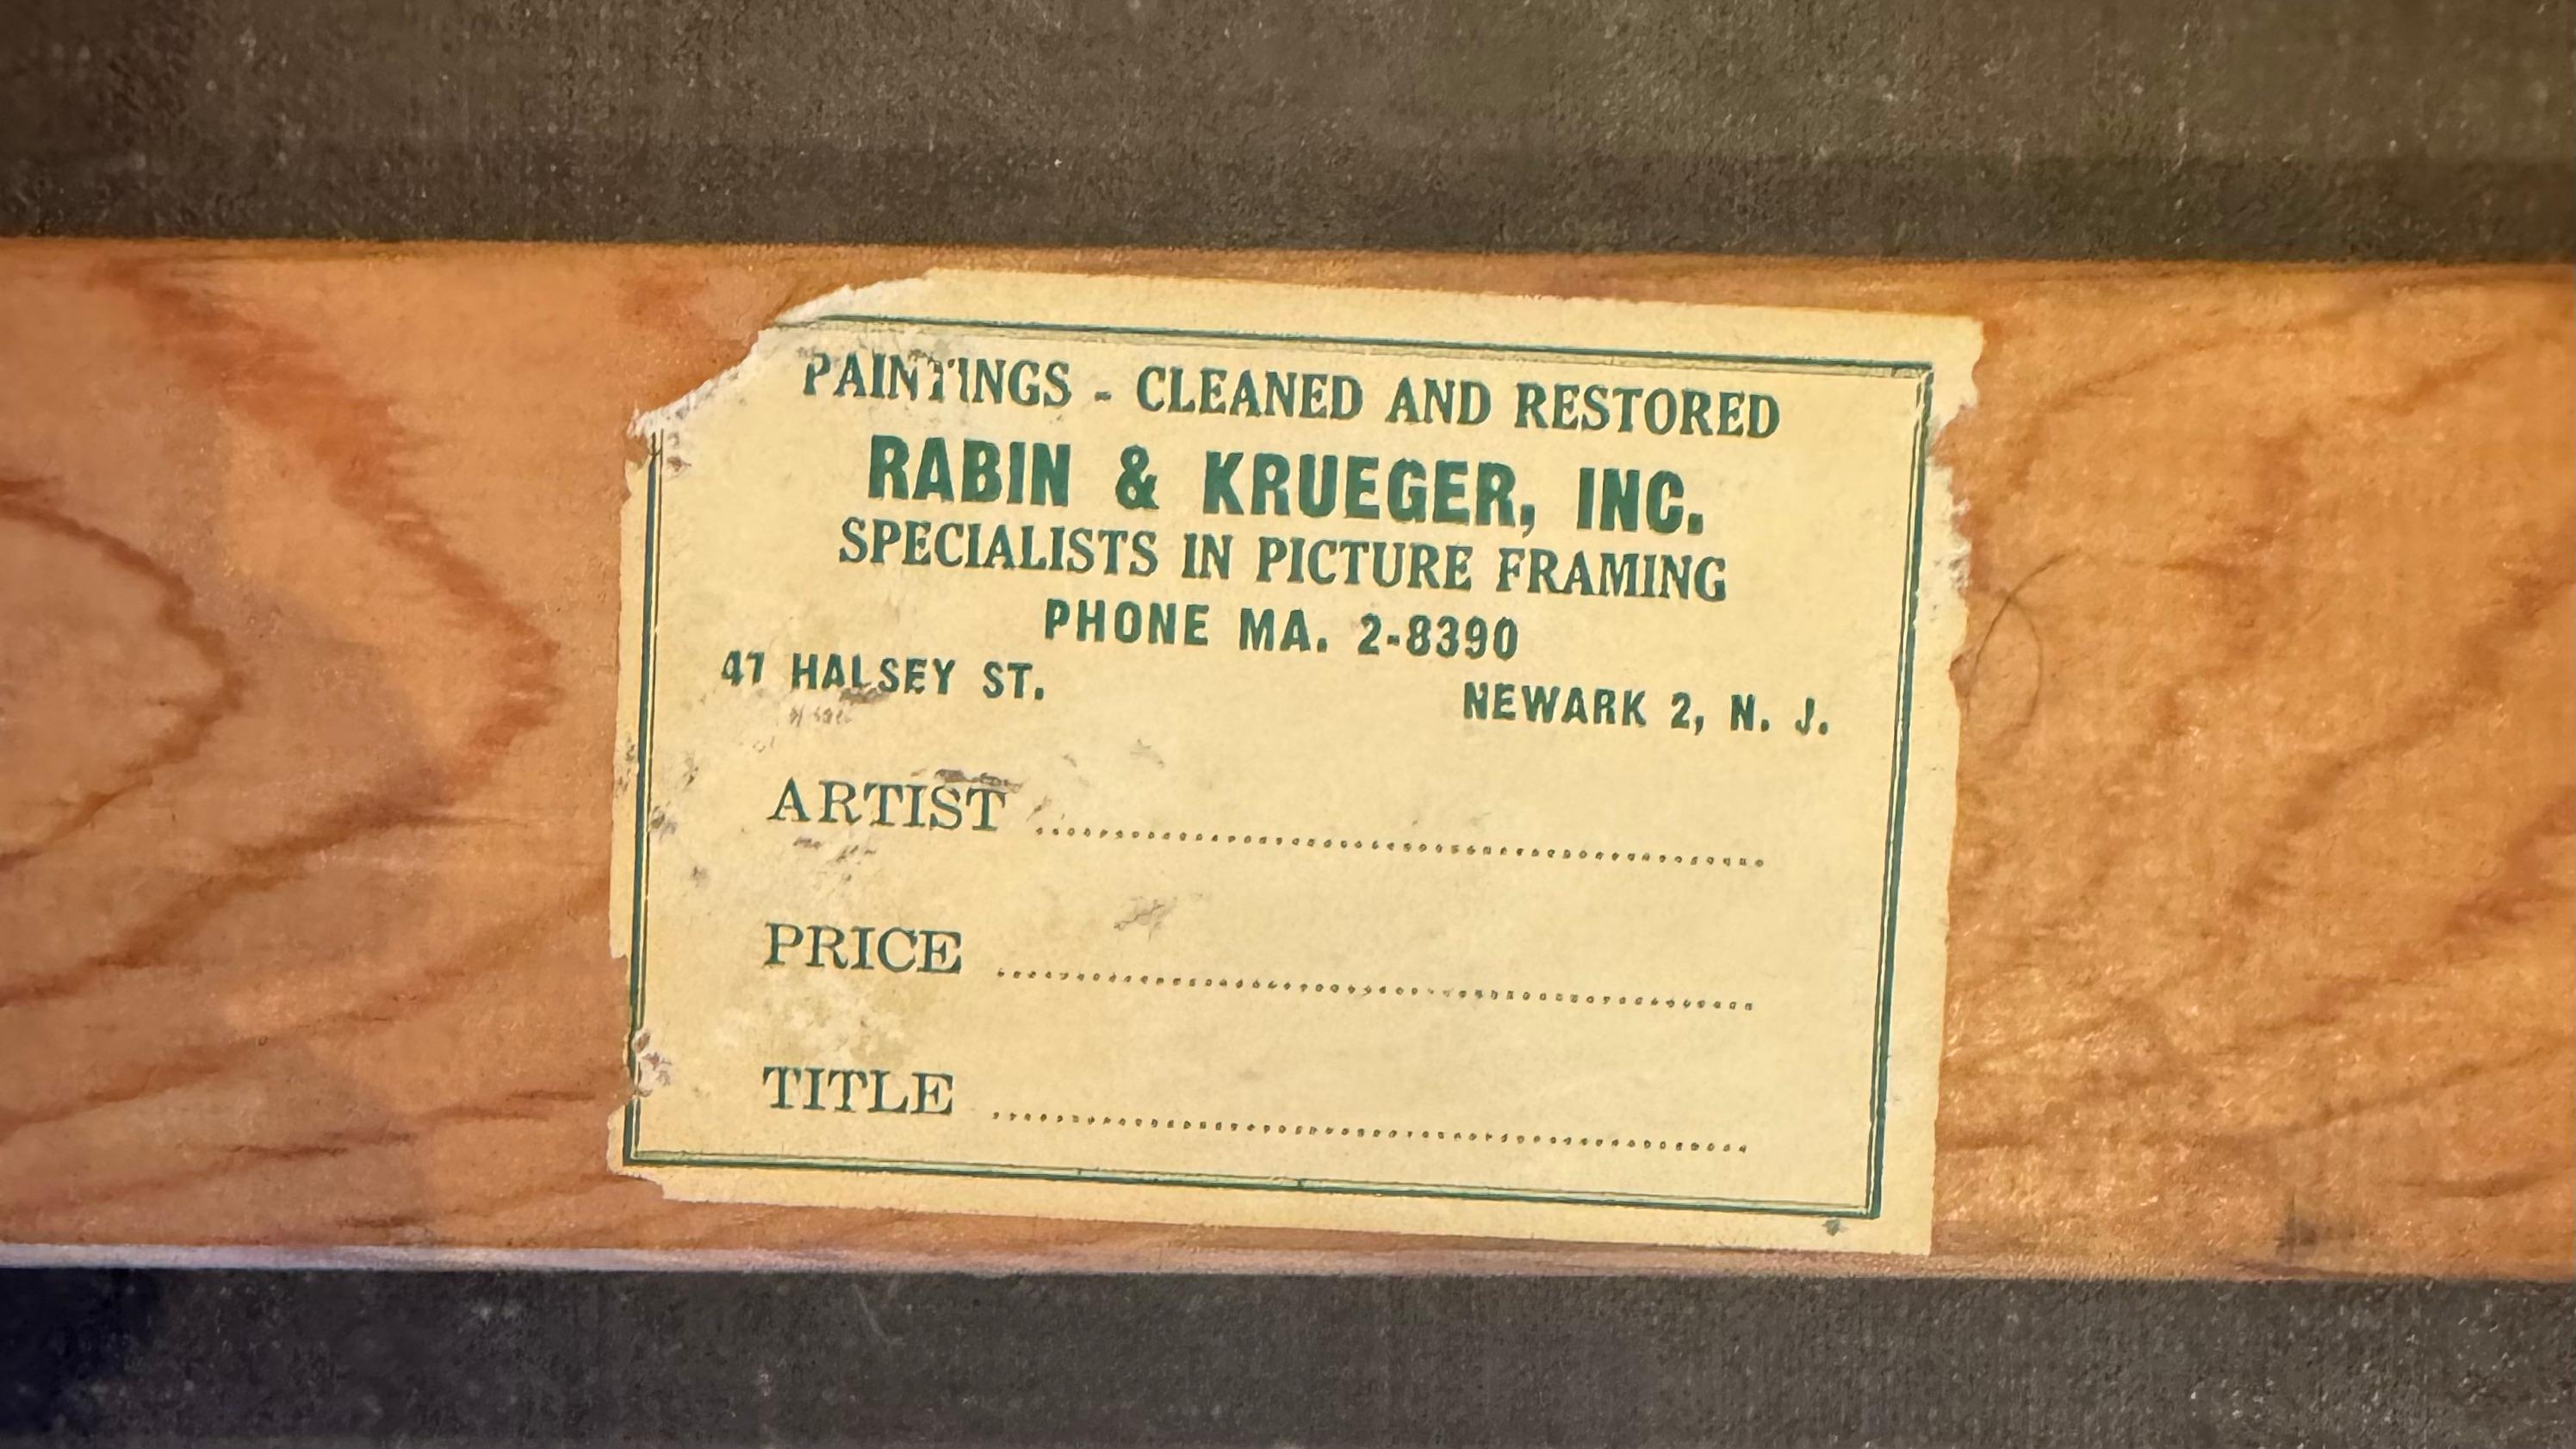 PAINTINGS - CLEANED AND RESTORED
RABIN & KRUEGER, INC.
SPECIALISTS IN PICTURE FRAMING
PHONE MA. 2-8390
47 HALSEY ST. NEWARK 2, N. J.
ARTIST
PRICE
TITLE